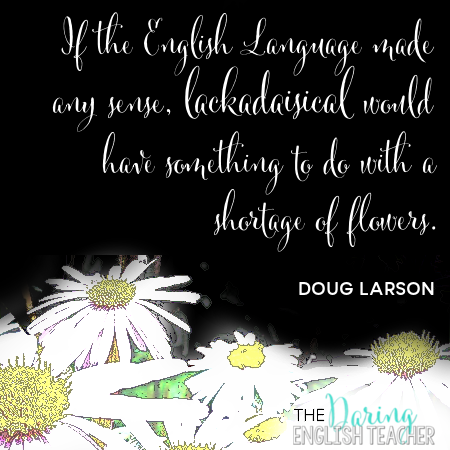 If the English Language made
any sense, lackadaisical would
have something to do with a
shortage of flowers.
DOUG LARSON
THE Daring
ENGLISH TEACHER